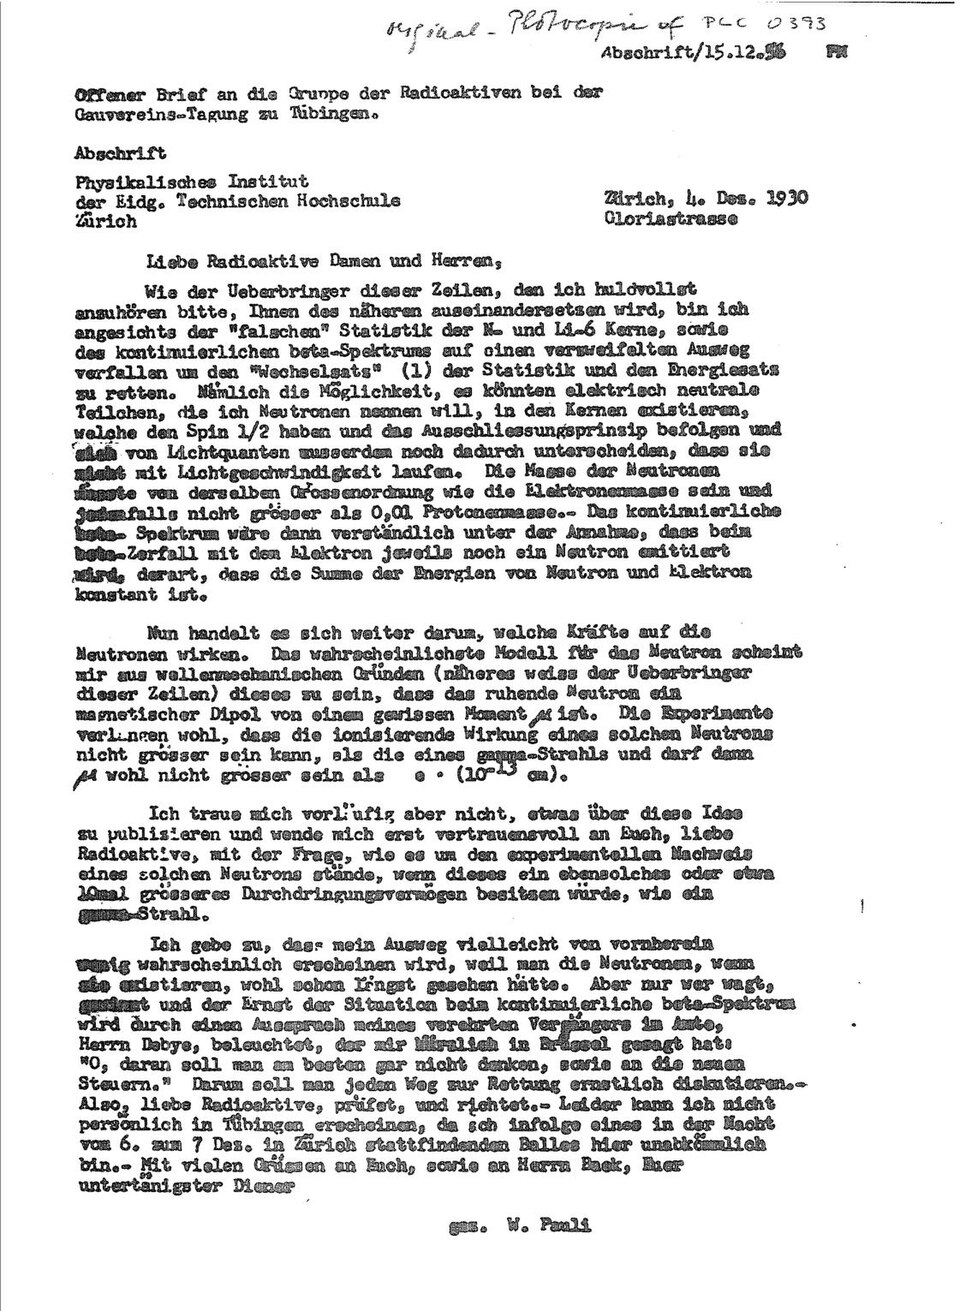 original - Photocopie of PLC 0393
Abschrift/15.12.56 PM
Offener Brief an die Gruppe der Radioaktiven bei der
Gauvereins-Tagung zu Tübingen.
Abschrift
Physikalisches Institut
der Eidg. Technischen Hochschule
Zürich
Zürich, 4. Dez. 1930
Gloriastrasse
Liebe Radioaktive Damen und Herren,
Wie der Ueberbringer dieser Zeilen, den ich huldvollst
anzuhören bitte, Ihnen des näheren auseinandersetzen wird, bin ich
angesichts der "falschen" Statistik der N- und Li-6 Kerne, sowie
des kontinuierlichen beta-Spektrums auf einen verzweifelten Ausweg
verfallen um den "Wechselsatz" (1) der Statistik und den Energiesatz
zu retten. Nämlich die Möglichkeit, es könnten elektrisch neutrale
Teilchen, die ich Neutronen nennen will, in den Kernen existieren,
welche den Spin 1/2 haben und das Ausschliessungsprinzip befolgen und
sich von Lichtquanten ausserdem noch dadurch unterscheiden, dass sie
nicht mit Lichtgeschwindigkeit laufen. Die Masse der Neutronen
müsste von derselben Grossenordnung wie die Elektronenmasse sein und
jedenfalls nicht grösser als 0,01 Protonenmasse.- Das kontinuierliche
beta- Spektrum wäre dann verständlich unter der Annahme, dass beim
beta-Zerfall mit dem Elektron jeweils noch ein Neutron emittiert
wird, derart, dass die Summe der Energien von Neutron und Elektron
konstant ist.
Nun handelt es sich weiter darum, welche Kräfte auf die
Neutronen wirken. Das wahrscheinlichste Modell für das Neutron scheint
mir aus wellenmechanischen Gründen (näheres weiss der Ueberbringer
dieser Zeilen) dieses zu sein, dass das ruhende Neutron ein
magnetischer Dipol von einem gewissen Moment μ ist. Die Experimente
verlangen wohl, dass die ionisierende Wirkung eines solchen Neutrons
nicht grösser sein kann, als die eines gamma-Strahls und darf dann
μ wohl nicht grösser sein als e • (10⁻¹³ cm).
Ich traue mich vorläufig aber nicht, etwas über diese Idee
zu publizieren und wende mich erst vertrauensvoll an Euch, liebe
Radioaktive, mit der Frage, wie es um den experimentellen Nachweis
eines solchen Neutrons stände, wenn dieses ein ebensolches oder etwa
10mal grösseres Durchdringungsvermögen besitzen würde, wie ein
gamma-Strahl.
Ich gebe zu, dass mein Ausweg vielleicht von vornherein
wenig wahrscheinlich erscheinen wird, weil man die Neutronen, wenn
sie existieren, wohl schon längst gesehen hätte. Aber nur wer wagt,
gewinnt und der Ernst der Situation beim kontinuierliche beta-Spektrum
wird durch einen Ausspruch meines verehrten Vorgängers im Amte,
Herrn Debye, beleuchtet, der mir kürzlich in Brüssel gesagt hat:
"O, daran soll man am besten gar nicht denken, sowie an die neuen
Steuern." Darum soll man jeden Weg zur Rettung ernstlich diskutieren.-
Also, liebe Radioaktive, prüfet, und richtet.- Leider kann ich nicht
persönlich in Tübingen erscheinen, da sch infolge eines in der Nacht
vom 6. zum 7 Dez. in Zürich stattfindenden Balles hier unabkömmlich
bin.- Mit vielen Grüssen an Euch, sowie an Herrn Back, Euer
untertänigster Diener
gez. W. Pauli